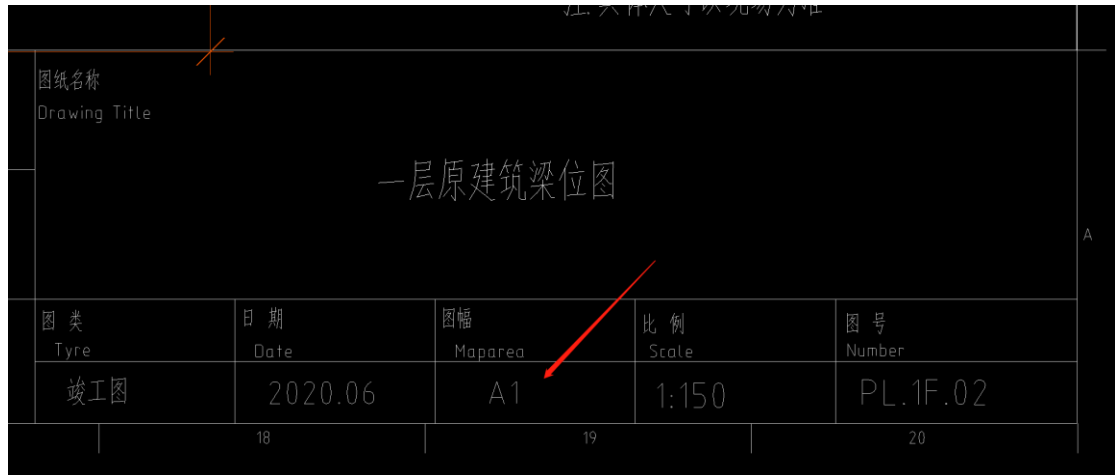 图纸名称
Drawing Title
一层原建筑梁位图
A
图 类
Tyre
日 期
Date
图幅
Maparea
比 例
Scale
图 号
Number
竣工图
2020.06
A1
1:150
PL.1F.02
18
19
20